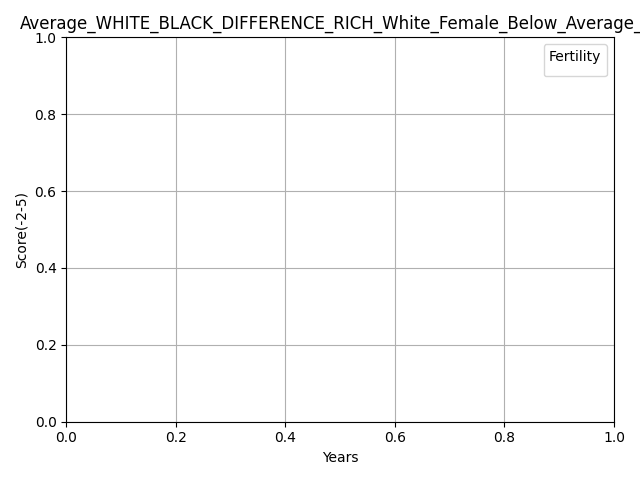 Average_WHITE_BLACK_DIFFERENCE_RICH_White_Female_Below_Average_
Fertility
Score(-2-5)
1.0
0.8
0.6
0.4
0.2
0.0
0.0 0.2 0.4 0.6 0.8 1.0
Years